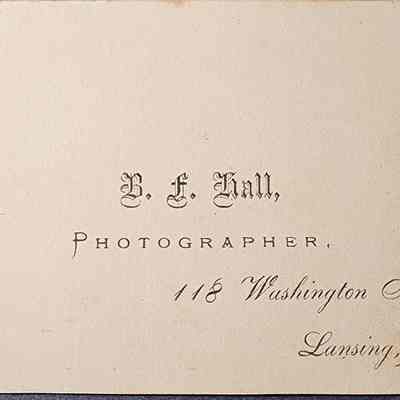 B. F. Hall,
PHOTOGRAPHER,
118 Washington
Lansing,